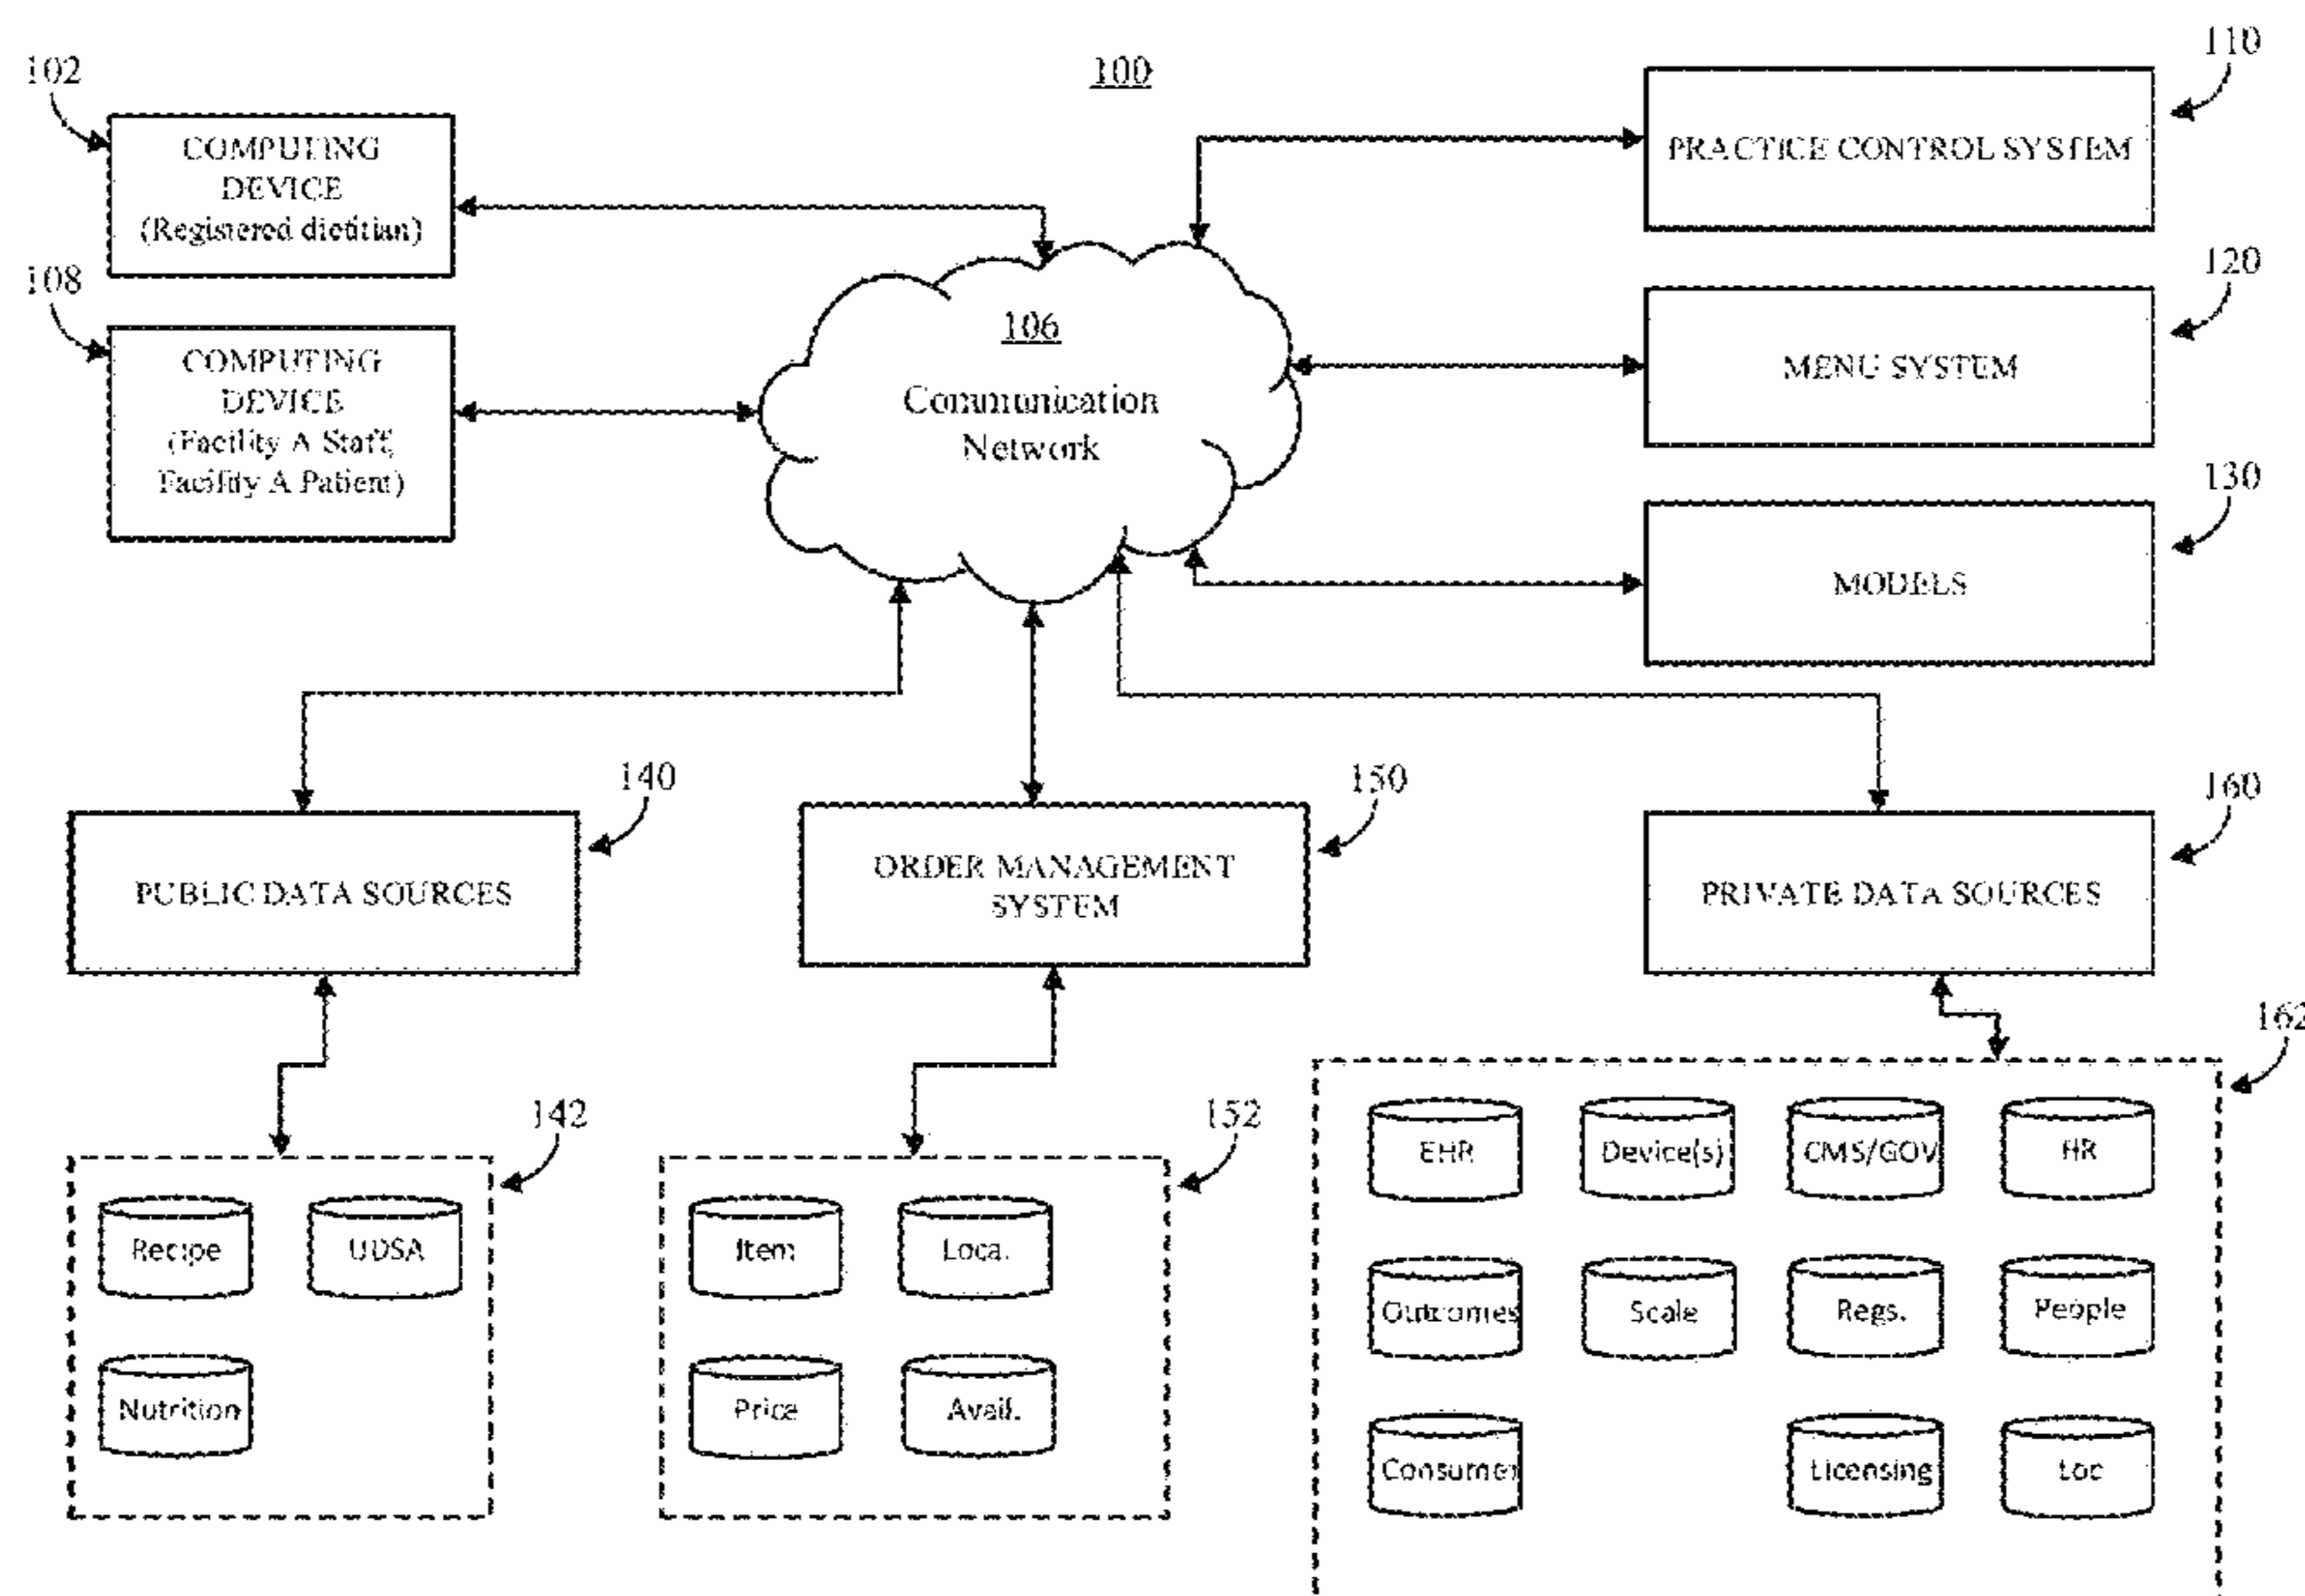 100
102
COMPUTING
DEVICE
(Registered dietitian)
108
COMPUTING
DEVICE
(Facility A Staff,
Facility A Patient)
106
Communication
Network
110
PRACTICE CONTROL SYSTEM
120
MENU SYSTEM
130
MODELS
140
PUBLIC DATA SOURCES
150
ORDER MANAGEMENT
SYSTEM
160
PRIVATE DATA SOURCES
142
Recipe
UDSA
Nutrition
152
Item
Loca.
Price
Avail.
162
EHR
Device(s)
CMS/GOV
HR
Outcomes
Scale
Regs.
People
Consumer
Licensing
Loc